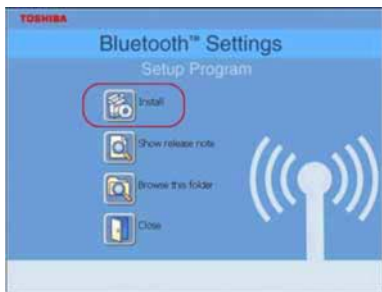 TOSHIBA
Bluetooth™ Settings
Setup Program
Install
Show release note
Browse this folder
Close